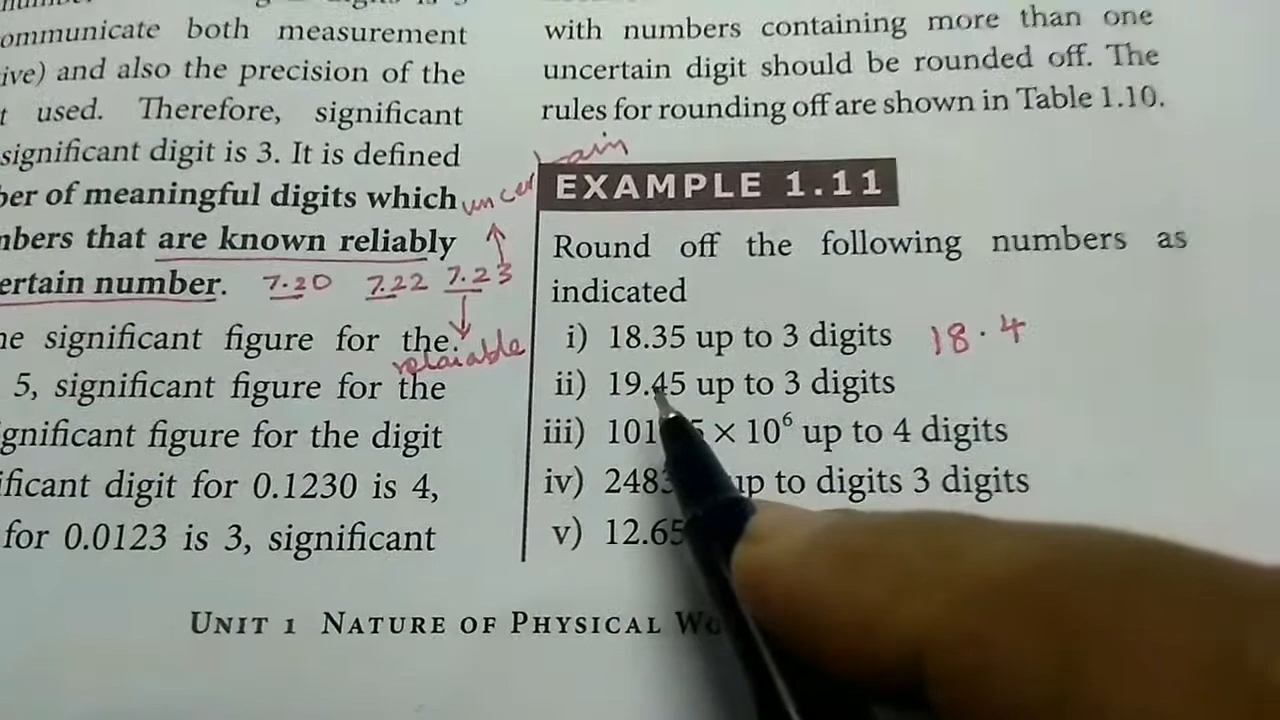 ommunicate both measurement
ive) and also the precision of the
t used. Therefore, significant
significant digit is 3. It is defined
ber of meaningful digits which uncertain
mbers that are known reliably
ertain number. 7.20 7.22 7.23
ne significant figure for the.
relaiable
5, significant figure for the
gnificant figure for the digit
ificant digit for 0.1230 is 4,
for 0.0123 is 3, significant
with numbers containing more than one
uncertain digit should be rounded off. The
rules for rounding off are shown in Table 1.10.
EXAMPLE 1.11
Round off the following numbers as
indicated
i) 18.35 up to 3 digits 18.4
ii) 19.45 up to 3 digits
iii) 101 5 × 10⁶ up to 4 digits
iv) 248 up to digits 3 digits
v) 12.65
UNIT 1 NATURE OF PHYSICAL